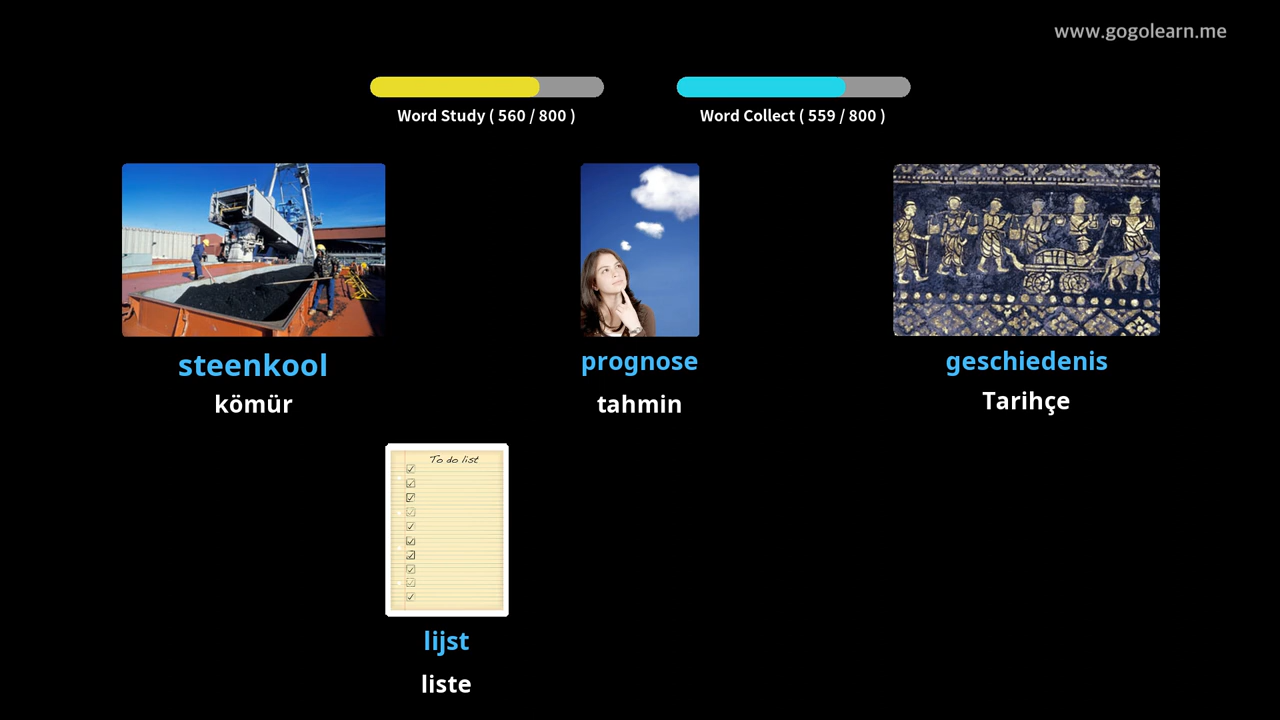 www.gogolearn.me
Word Study ( 560 / 800 )
Word Collect ( 559 / 800 )
steenkool
prognose
geschiedenis
kömür
tahmin
Tarihçe
To do list
lijst
liste